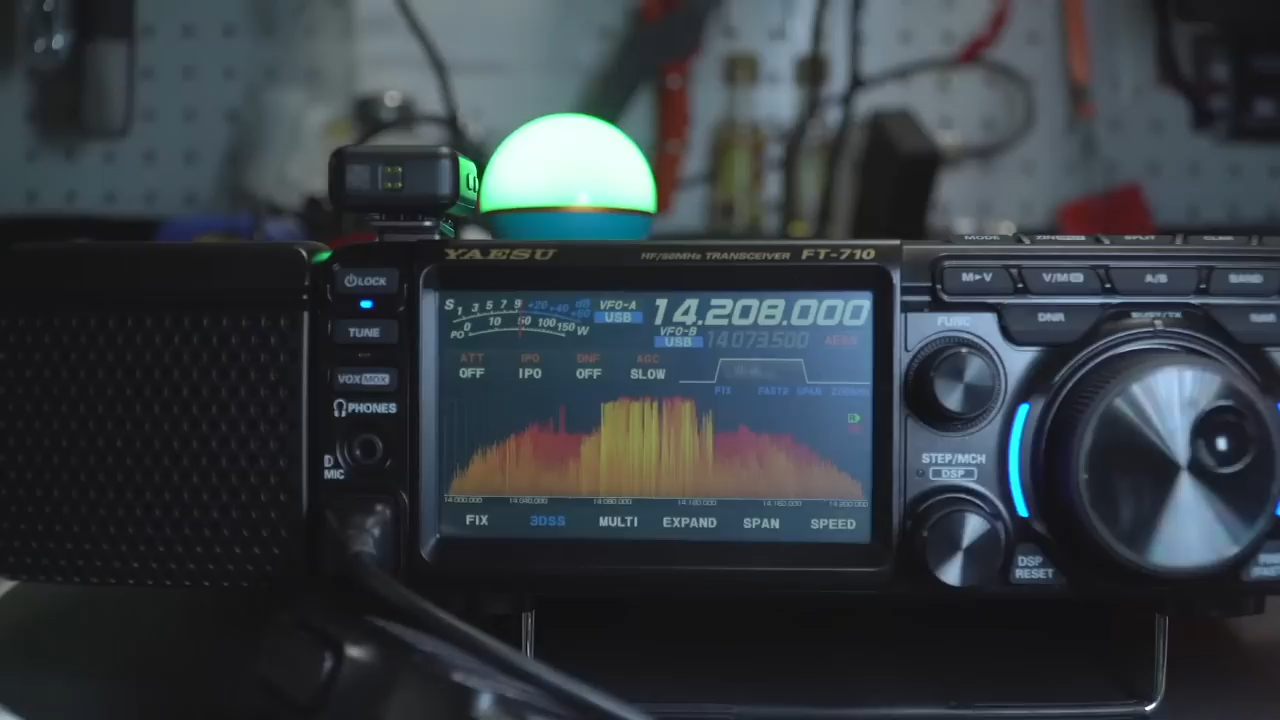 YAESU
HF/50MHz TRANSCEIVER FT-710
LOCK
TUNE
VOX MOX
PHONES
MIC
S 1 3 5 7 9 +20 +40 +60 dB
PO 0 10 50 100 150 W
VFO-A
USB
14.208.000
VFO-B
USB
14.073.500
ATT IPO DNF AGC
OFF IPO OFF SLOW
FIX
SPAN
FIX 3DSS MULTI EXPAND SPAN SPEED
MODE
SPLIT
M►V V/M A/B BAND
DNR
FUNC
STEP/MCH
DSP
DSP
RESET